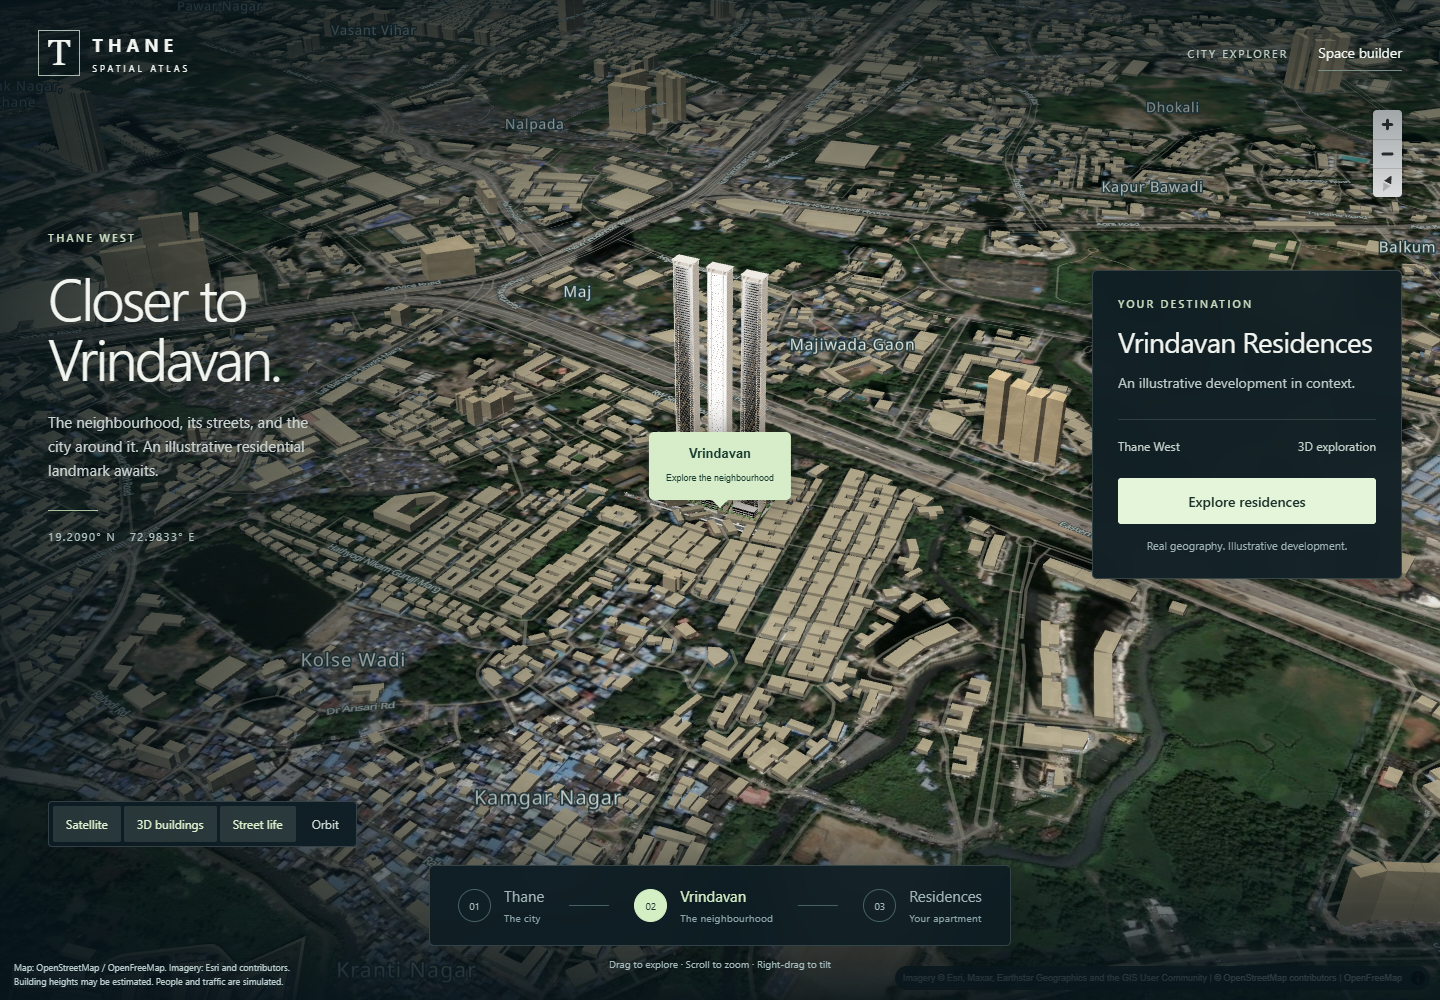 Pawar Nagar
Vasant Vihar
T
THANE
SPATIAL ATLAS
CITY EXPLORER
Space builder
Nalpada
Dhokali
Kapur Bawadi
Balkum
THANE WEST
Closer to
Vrindavan.
Maj
Majiwada Gaon
The neighbourhood, its streets, and the
city around it. An illustrative residential
landmark awaits.
19.2090° N 72.9833° E
YOUR DESTINATION
Vrindavan Residences
An illustrative development in context.
Thane West
3D exploration
Explore residences
Real geography. Illustrative development.
Vrindavan
Explore the neighbourhood
Eastern
Kolse Wadi
Dr Ansari Rd
Kamgar Nagar
Satellite
3D buildings
Street life
Orbit
01
Thane
The city
02
Vrindavan
The neighbourhood
03
Residences
Your apartment
Kranti Nagar
Drag to explore · Scroll to zoom · Right-drag to tilt
Map: OpenStreetMap / OpenFreeMap. Imagery: Esri and contributors.
Building heights may be estimated. People and traffic are simulated.
Imagery © Esri, Maxar, Earthstar Geographics and the GIS User Community | © OpenStreetMap contributors | OpenFreeMap